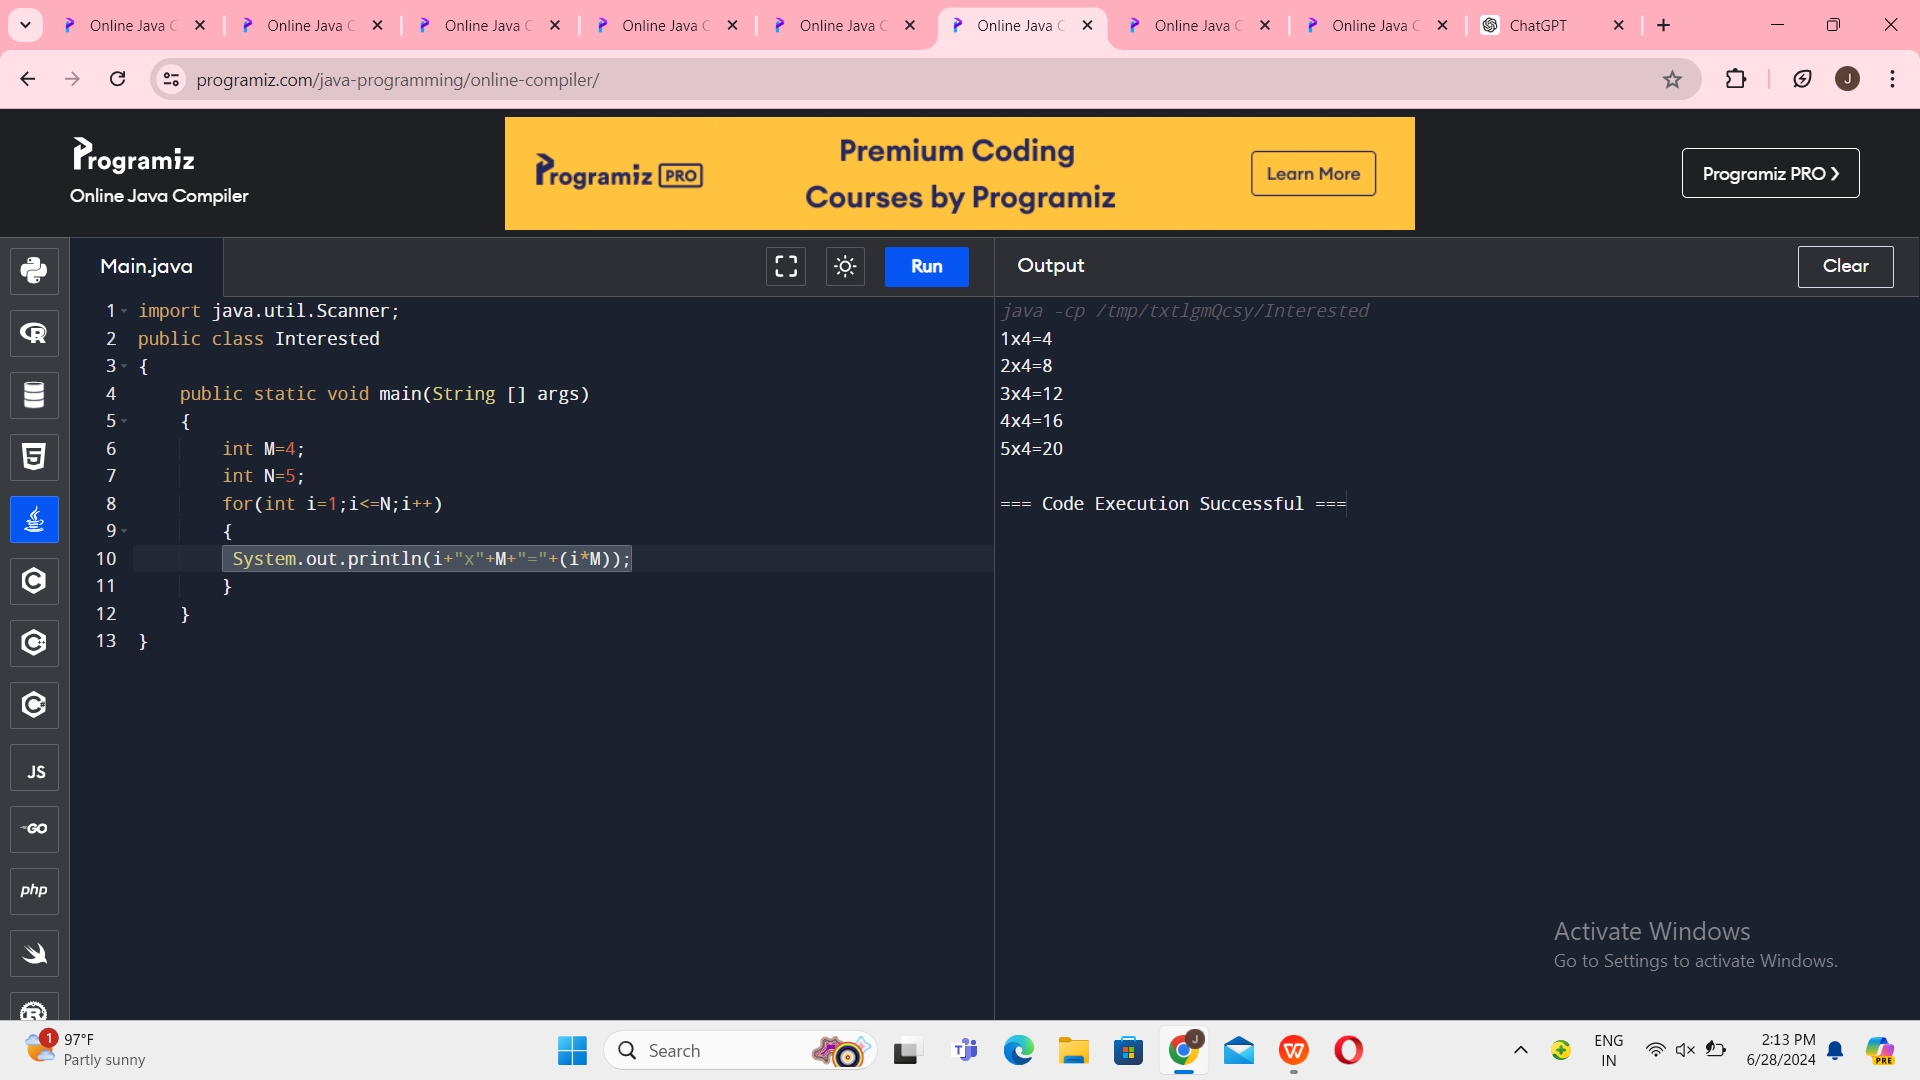 Online Java C
Online Java C
Online Java C
Online Java C
Online Java C
Online Java C
Online Java C
Online Java C
ChatGPT
programiz.com/java-programming/online-compiler/
J
Programiz
Online Java Compiler
Programiz PRO
Premium Coding
Courses by Programiz
Learn More
Programiz PRO ❯
Main.java
Run
Output
Clear
1 import java.util.Scanner;
2 public class Interested
3 {
4 public static void main(String [] args)
5 {
6 int M=4;
7 int N=5;
8 for(int i=1;i<=N;i++)
9 {
10 System.out.println(i+"x"+M+"="+(i*M));
11 }
12 }
13 }
java -cp /tmp/txtlgmQcsy/Interested
1x4=4
2x4=8
3x4=12
4x4=16
5x4=20
=== Code Execution Successful ===
JS
GO
php
Activate Windows
Go to Settings to activate Windows.
1
97°F
Partly sunny
Search
J
ENG
IN
2:13 PM
6/28/2024
PRE